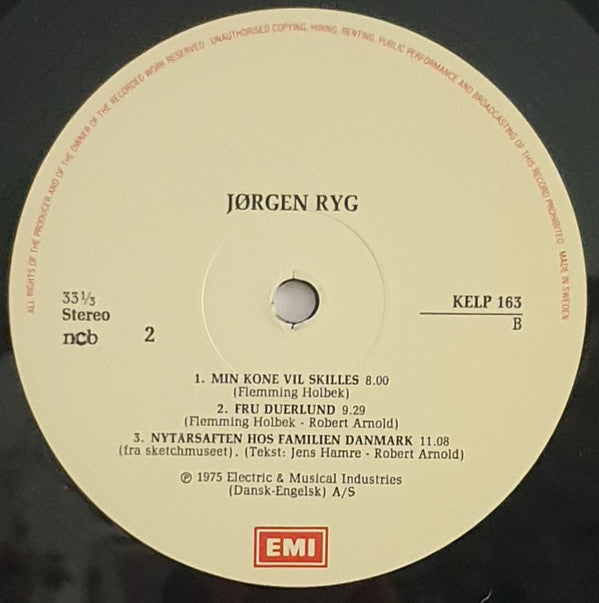 ALL RIGHTS OF THE PRODUCER AND OF THE OWNER OF THE RECORDED WORK RESERVED UNAUTHORISED COPYING, HIRING, RENTING, PUBLIC PERFORMANCE AND BROADCASTING OF THIS RECORD PROHIBITED MADE IN SWEDEN
JØRGEN RYG
33⅓
Stereo
ncb
2
KELP 163
B
1. MIN KONE VIL SKILLES 8.00
(Flemming Holbek)
2. FRU DUERLUND 9.29
(Flemming Holbek - Robert Arnold)
3. NYTARSAFTEN HOS FAMILIEN DANMARK 11.08
(fra sketchmuseet). (Tekst: Jens Hamre - Robert Arnold)
℗ 1975 Electric & Musical Industries
(Dansk-Engelsk) A/S
EMI